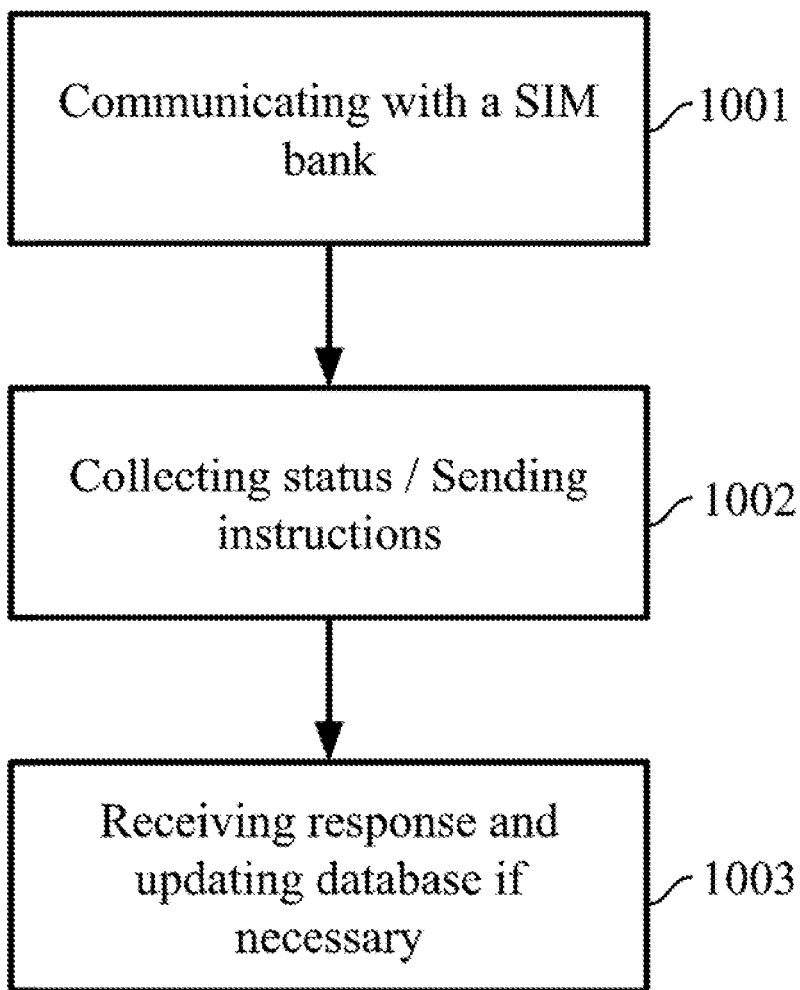 Communicating with a SIM
bank
1001
Collecting status / Sending
instructions
1002
Receiving response and
updating database if
necessary
1003